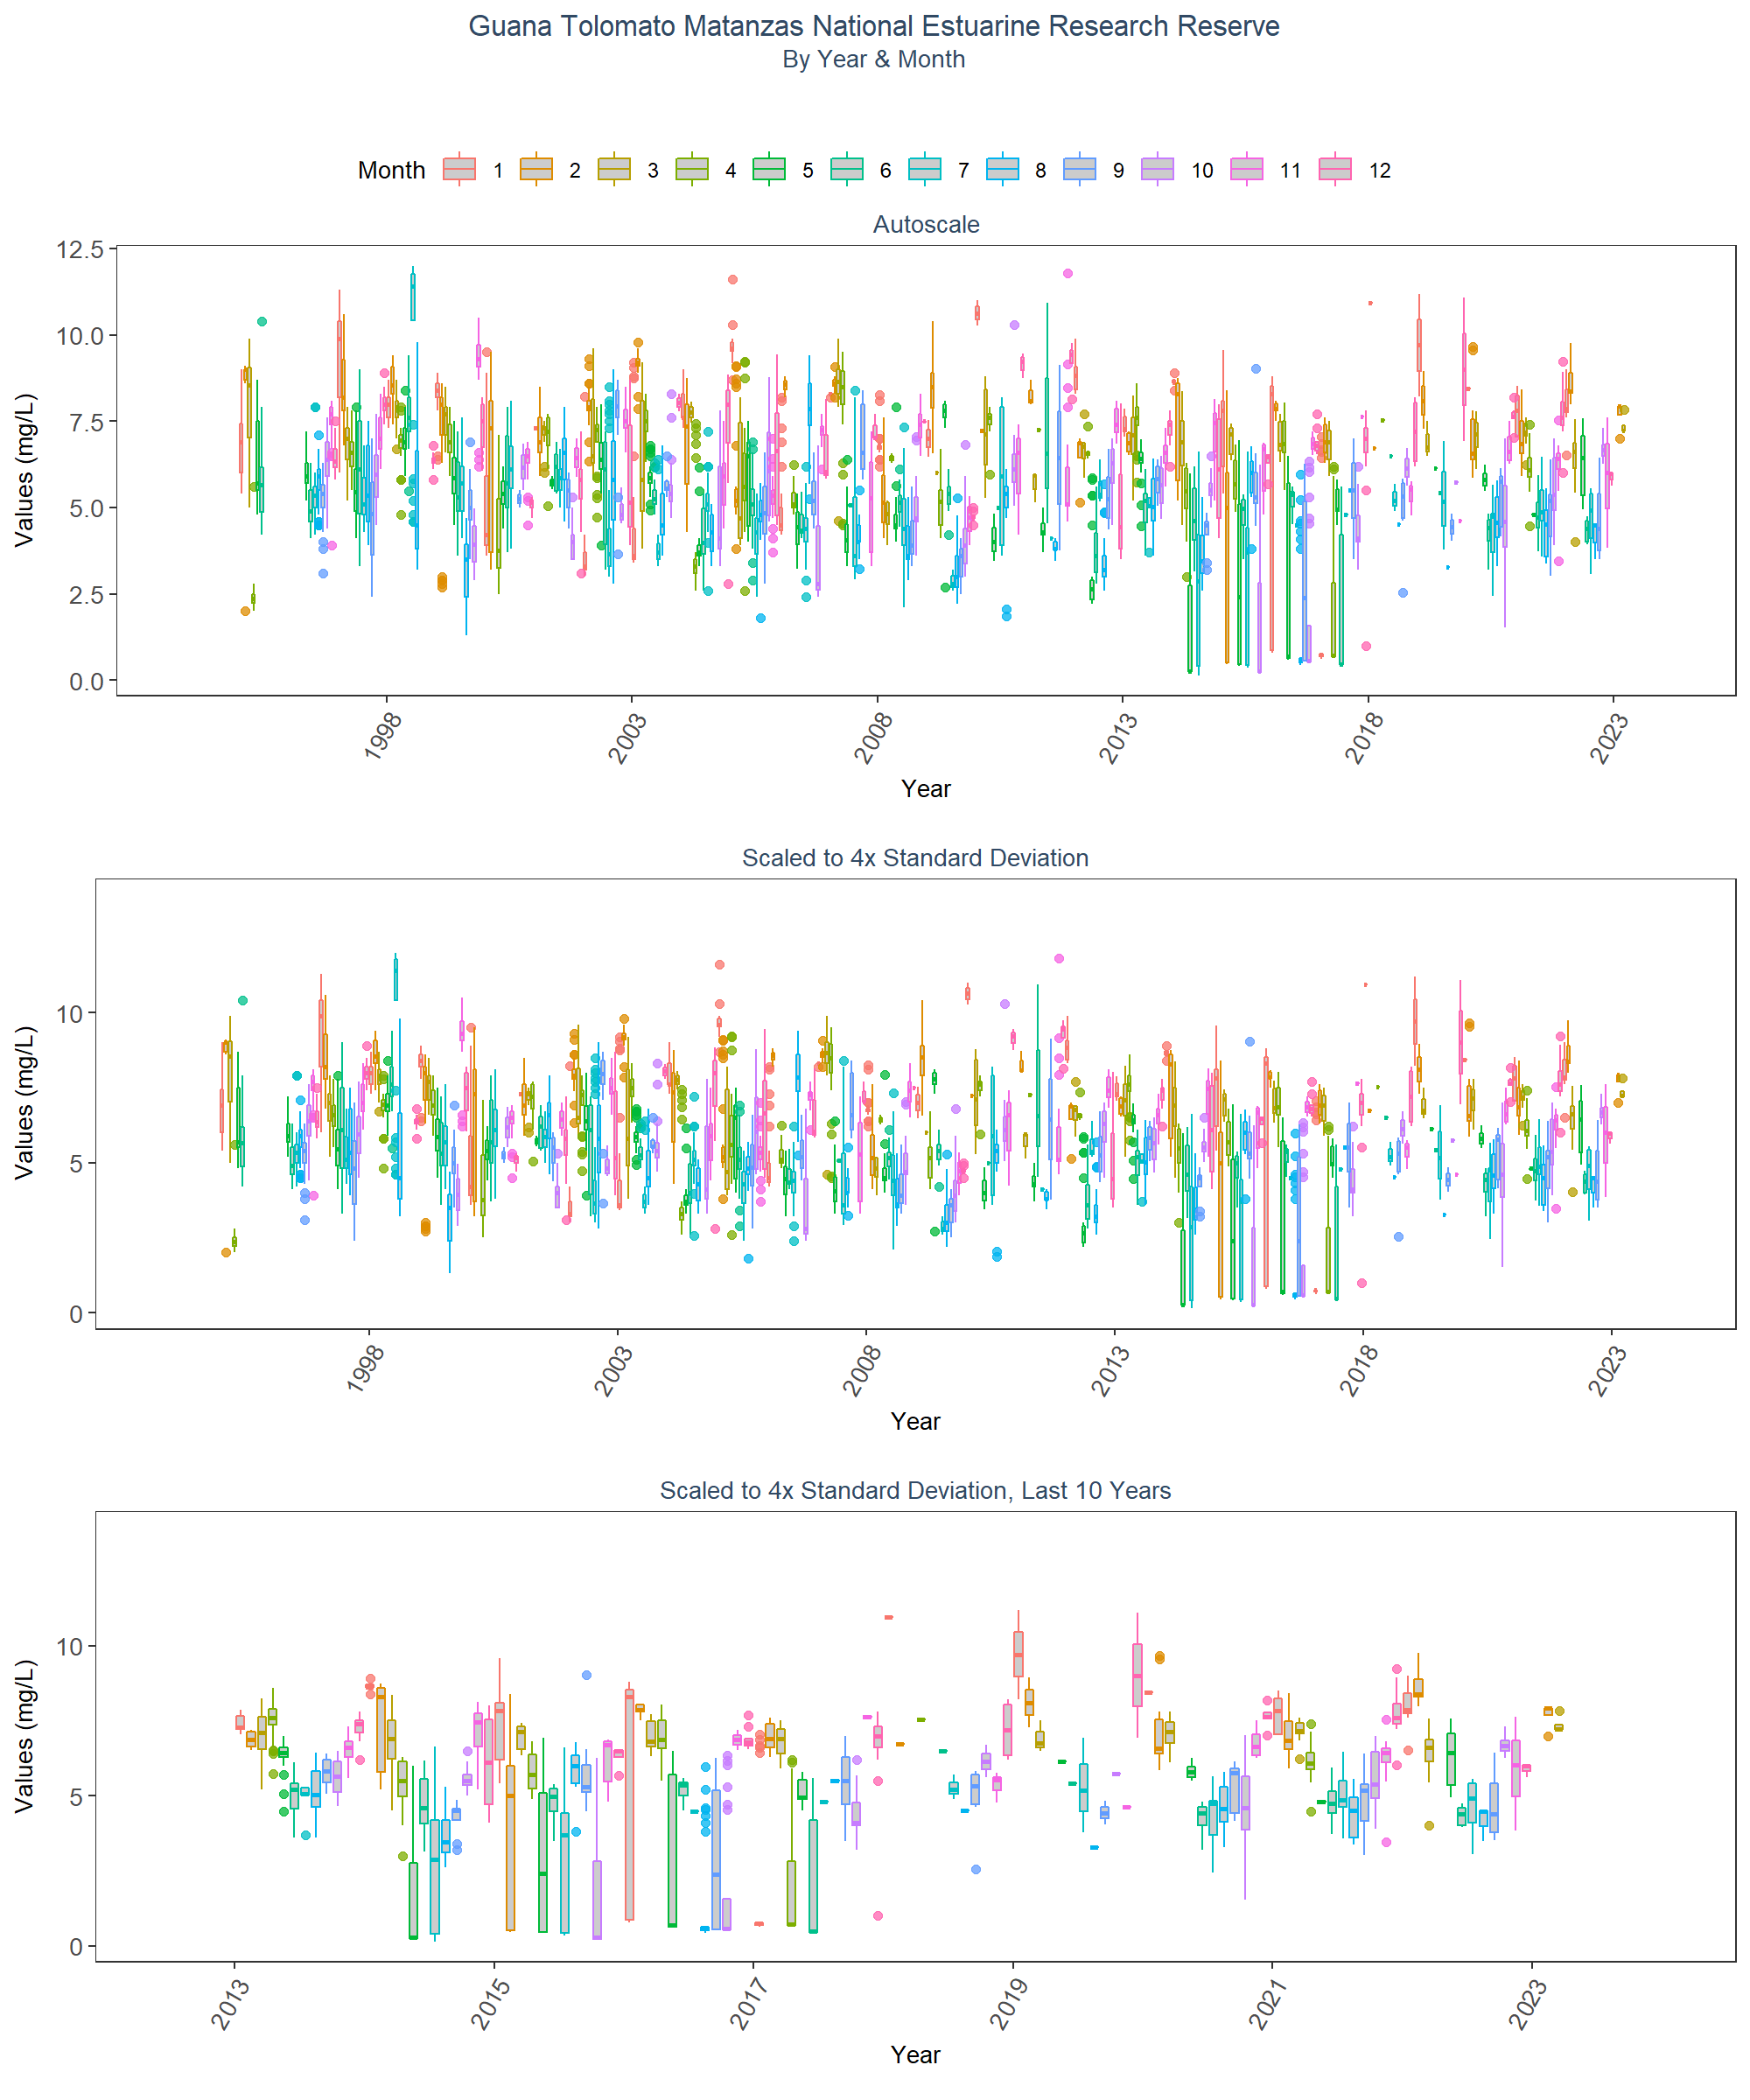 Guana Tolomato Matanzas National Estuarine Research Reserve
By Year & Month
Month 1 2 3 4 5 6 7 8 9 10 11 12
Autoscale
12.5
10.0
7.5
5.0
2.5
0.0
Values (mg/L)
1998 2003 2008 2013 2018 2023
Year
Scaled to 4x Standard Deviation
10
5
0
Values (mg/L)
1998 2003 2008 2013 2018 2023
Year
Scaled to 4x Standard Deviation, Last 10 Years
10
5
0
Values (mg/L)
2013 2015 2017 2019 2021 2023
Year